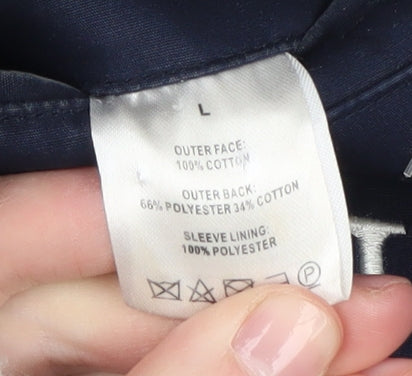 L
OUTER FACE:
100% COTTON
OUTER BACK:
66% POLYESTER 34% COTTON
SLEEVE LINING:
100% POLYESTER
P